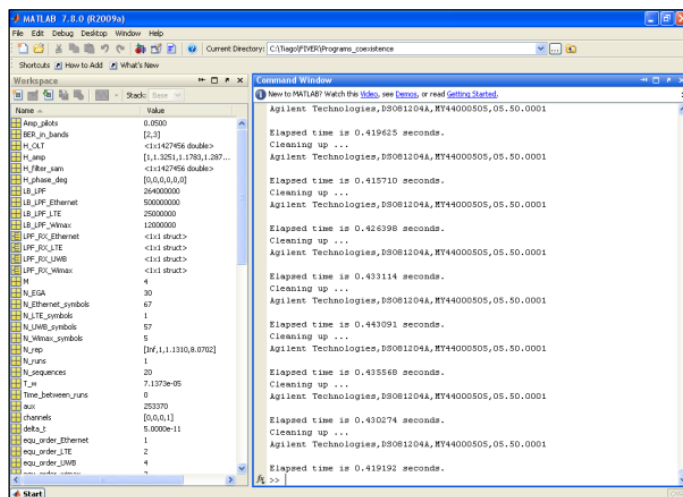 MATLAB 7.8.0 (R2009a)
File Edit Debug Desktop Window Help
Current Directory: C:\Tiago\FIVER\Programs_coexistence
Shortcuts How to Add What's New
Workspace
Stack: Base
Name Value
Amp_pilots 0.0500
BER_in_bands [2,3]
H_OLT <1x1427456 double>
H_amp [1,1.3251,1.1783,1.287...
H_filter_sam <1x1427456 double>
H_phase_deg [0,0,0,0,0,0]
LB_LPF 264000000
LB_LPF_Ethernet 500000000
LB_LPF_LTE 25000000
LB_LPF_Wimax 12000000
LPF_RX_Ethernet <1x1 struct>
LPF_RX_LTE <1x1 struct>
LPF_RX_UWB <1x1 struct>
LPF_RX_Wimax <1x1 struct>
M 4
N_EGA 30
N_Ethernet_symbols 67
N_LTE_symbols 1
N_UWB_symbols 57
N_Wimax_symbols 5
N_rep [Inf,1,1.1310,8.0702]
N_runs 1
N_sequences 20
T_w 7.1373e-05
Time_between_runs 0
aux 253370
channels [0,0,0,1]
delta_t 5.0000e-11
equ_order_Ethernet 1
equ_order_LTE 2
equ_order_UWB 4
Start
Command Window
New to MATLAB? Watch this Video, see Demos, or read Getting Started.
Agilent Technologies,DSO81204A,MY44000505,05.50.0001
Elapsed time is 0.419625 seconds.
Cleaning up ...
Agilent Technologies,DSO81204A,MY44000505,05.50.0001
Elapsed time is 0.415710 seconds.
Cleaning up ...
Agilent Technologies,DSO81204A,MY44000505,05.50.0001
Elapsed time is 0.426398 seconds.
Cleaning up ...
Agilent Technologies,DSO81204A,MY44000505,05.50.0001
Elapsed time is 0.433114 seconds.
Cleaning up ...
Agilent Technologies,DSO81204A,MY44000505,05.50.0001
Elapsed time is 0.443091 seconds.
Cleaning up ...
Agilent Technologies,DSO81204A,MY44000505,05.50.0001
Elapsed time is 0.435568 seconds.
Cleaning up ...
Agilent Technologies,DSO81204A,MY44000505,05.50.0001
Elapsed time is 0.430274 seconds.
Cleaning up ...
Agilent Technologies,DSO81204A,MY44000505,05.50.0001
Elapsed time is 0.419192 seconds.
fx >>